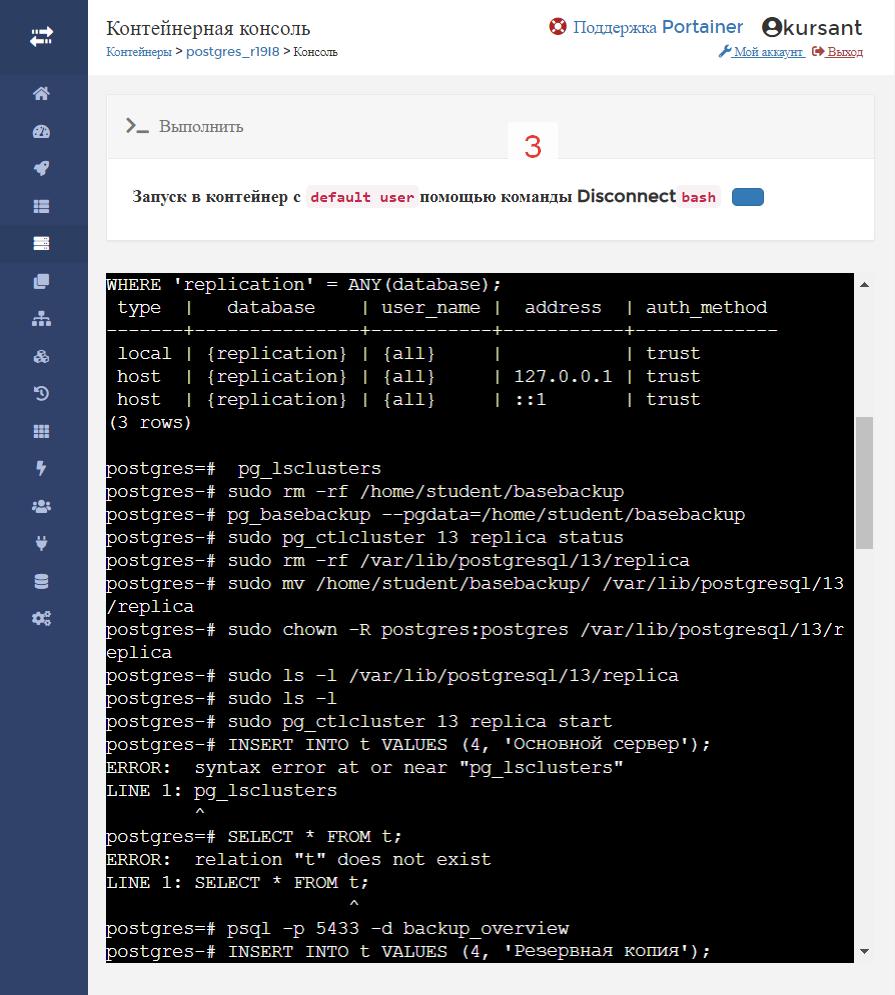 Контейнерная консоль
Контейнеры > postgres_r19l8 > Консоль
Поддержка Portainer
kursant
Мой аккаунт Выход
>_ Выполнить
3
Запуск в контейнер с default user помощью команды Disconnect bash
WHERE 'replication' = ANY(database);
 type  |   database    | user_name |  address  | auth_method
-------+---------------+-----------+-----------+-------------
 local | {replication} | {all}     |           | trust
 host  | {replication} | {all}     | 127.0.0.1 | trust
 host  | {replication} | {all}     | ::1       | trust
(3 rows)
postgres=#  pg_lsclusters
postgres-# sudo rm -rf /home/student/basebackup
postgres-# pg_basebackup --pgdata=/home/student/basebackup
postgres-# sudo pg_ctlcluster 13 replica status
postgres-# sudo rm -rf /var/lib/postgresql/13/replica
postgres-# sudo mv /home/student/basebackup/ /var/lib/postgresql/13
/replica
postgres-# sudo chown -R postgres:postgres /var/lib/postgresql/13/r
eplica
postgres-# sudo ls -l /var/lib/postgresql/13/replica
postgres-# sudo ls -l
postgres-# sudo pg_ctlcluster 13 replica start
postgres-# INSERT INTO t VALUES (4, 'Основной сервер');
ERROR:  syntax error at or near "pg_lsclusters"
LINE 1: pg_lsclusters
        ^
postgres=# SELECT * FROM t;
ERROR:  relation "t" does not exist
LINE 1: SELECT * FROM t;
                      ^
postgres=# psql -p 5433 -d backup_overview
postgres-# INSERT INTO t VALUES (4, 'Резервная копия');